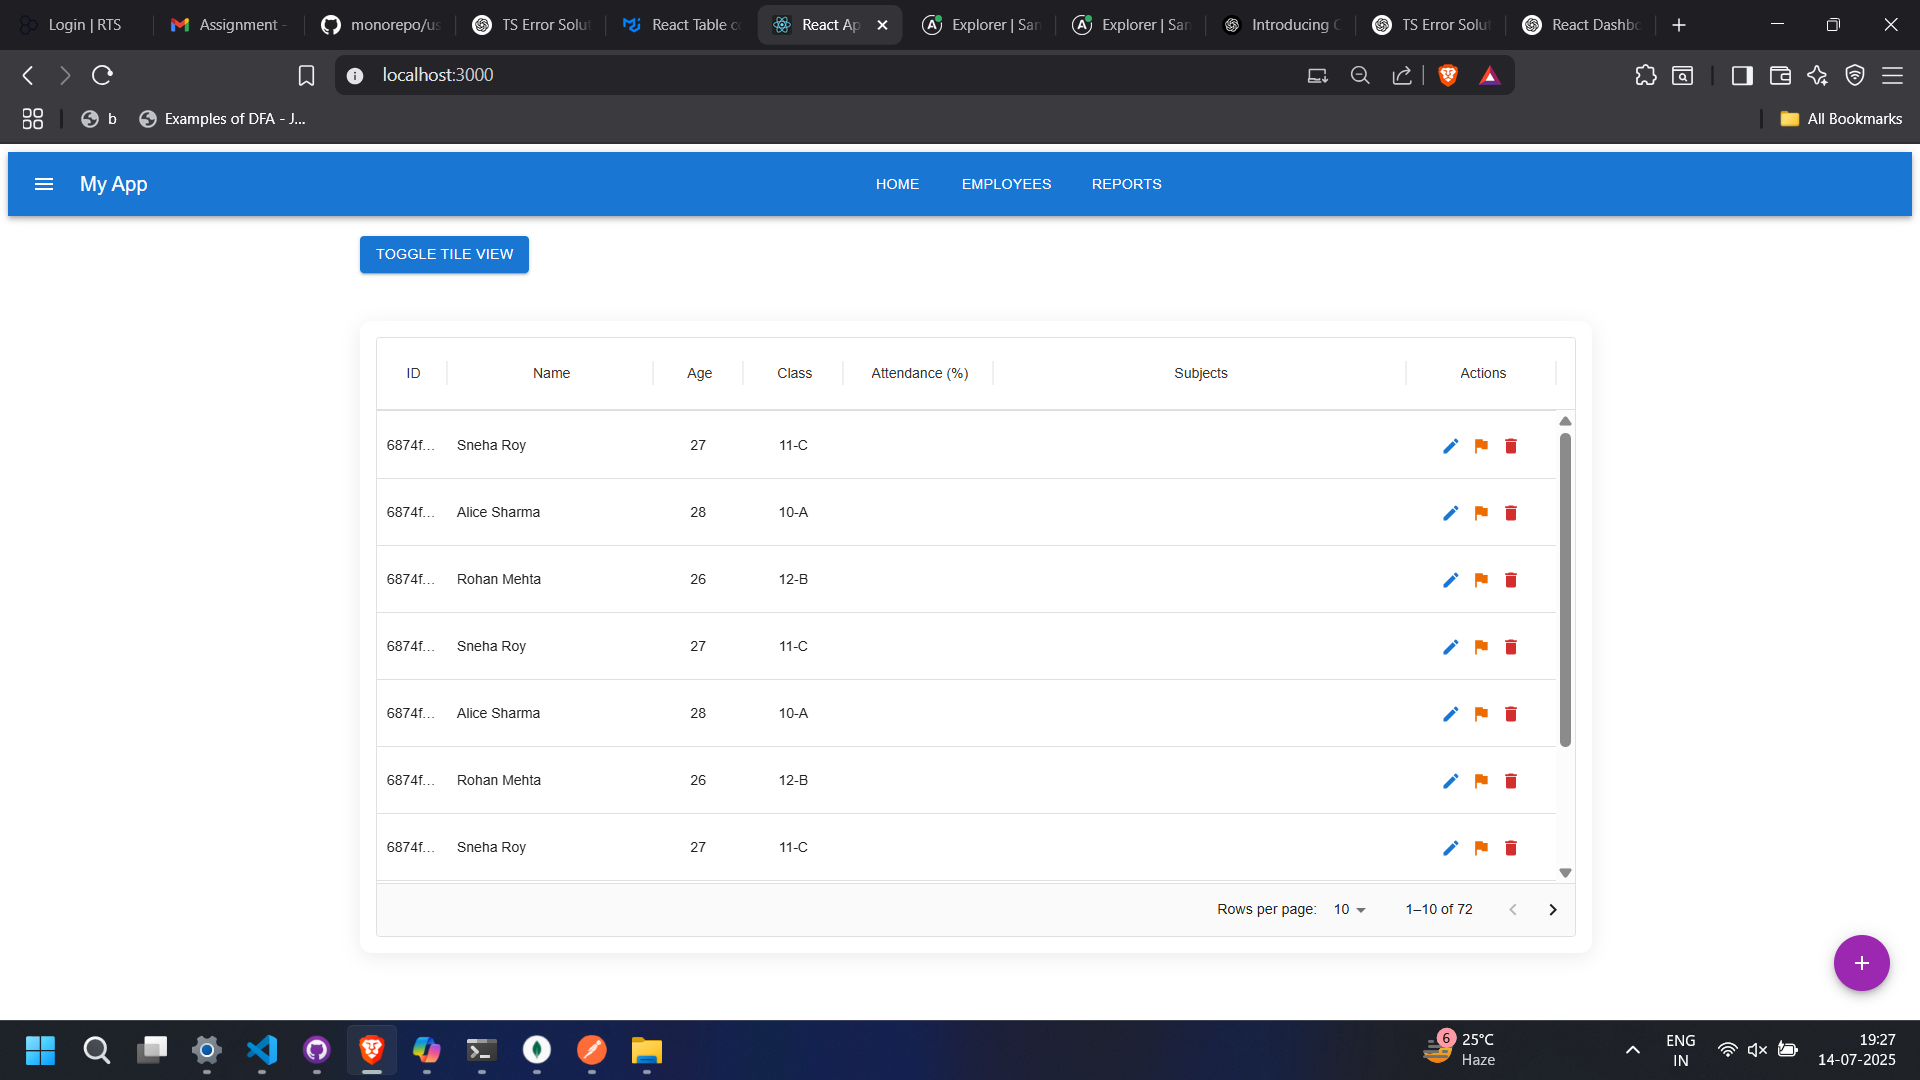 Login | RTS
Assignment -
monorepo/us
TS Error Solut
React Table co
React Ap
Explorer | San
Explorer | San
Introducing C
TS Error Solut
React Dashbo
localhost:3000
b
Examples of DFA - J...
All Bookmarks
My App
HOME
EMPLOYEES
REPORTS
TOGGLE TILE VIEW
ID Name Age Class Attendance (%) Subjects Actions
6874f... Sneha Roy 27 11-C
6874f... Alice Sharma 28 10-A
6874f... Rohan Mehta 26 12-B
6874f... Sneha Roy 27 11-C
6874f... Alice Sharma 28 10-A
6874f... Rohan Mehta 26 12-B
6874f... Sneha Roy 27 11-C
Rows per page: 10 1–10 of 72
6
25°C
Haze
ENG
IN
19:27
14-07-2025